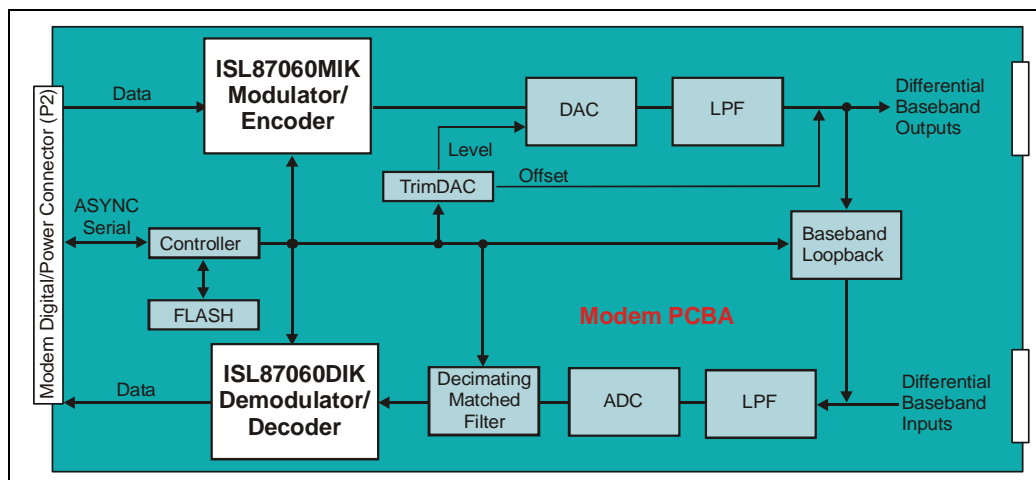 Modem Digital/Power Connector (P2)
Data
ISL87060MIK
Modulator/
Encoder
DAC
LPF
Differential
Baseband
Outputs
Level
TrimDAC
Offset
ASYNC
Serial
Controller
Baseband
Loopback
FLASH
Modem PCBA
Data
ISL87060DIK
Demodulator/
Decoder
Decimating
Matched
Filter
ADC
LPF
Differential
Baseband
Inputs